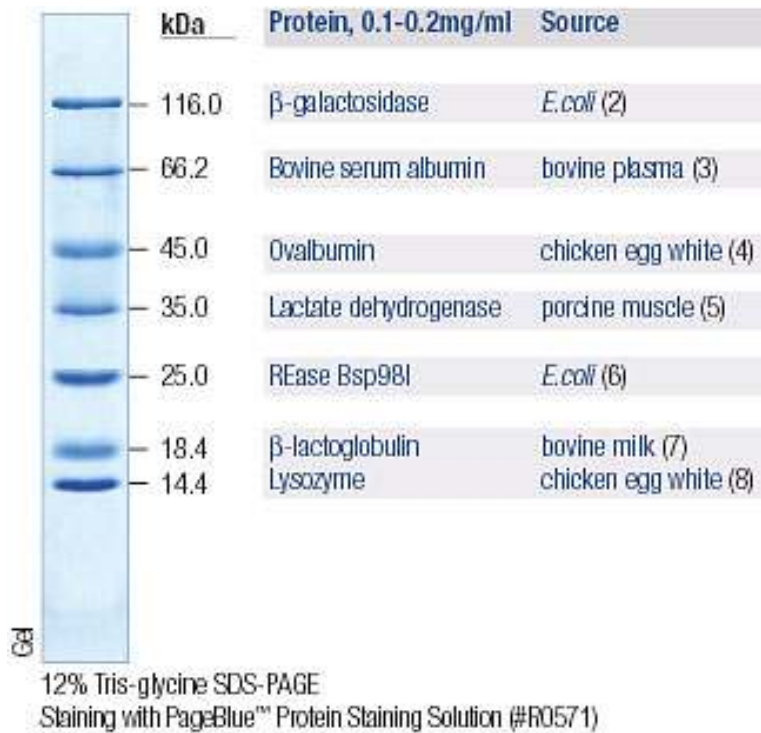 kDa Protein, 0.1-0.2mg/ml Source
116.0 β-galactosidase E.coli (2)
66.2 Bovine serum albumin bovine plasma (3)
45.0 Ovalbumin chicken egg white (4)
35.0 Lactate dehydrogenase porcine muscle (5)
25.0 REase Bsp98I E.coli (6)
18.4 β-lactoglobulin bovine milk (7)
14.4 Lysozyme chicken egg white (8)
Gel
12% Tris-glycine SDS-PAGE
Staining with PageBlue™ Protein Staining Solution (#R0571)